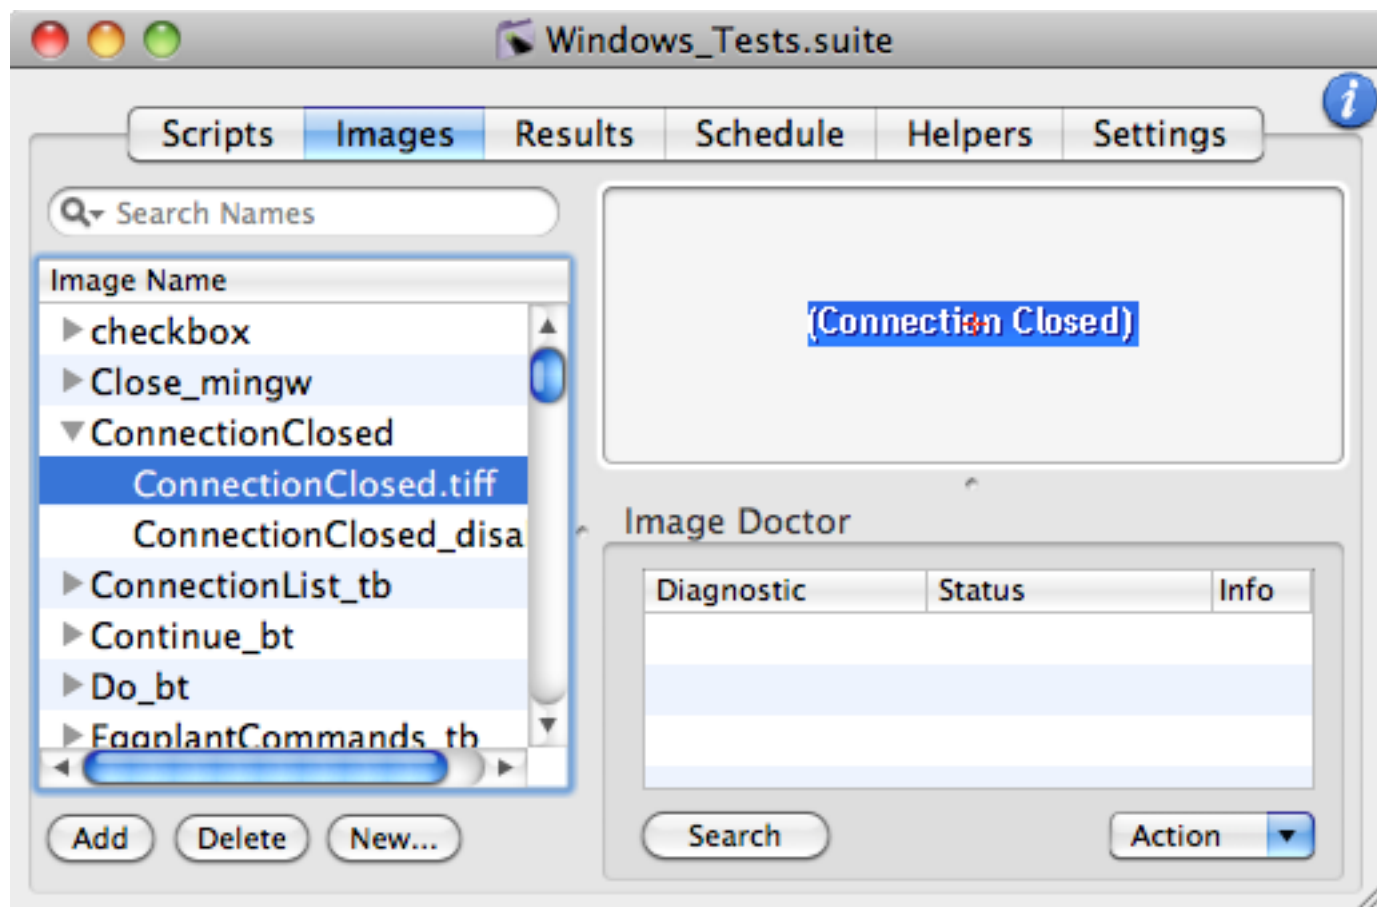 Windows_Tests.suite
Scripts Images Results Schedule Helpers Settings
Search Names
Image Name
checkbox
Close_mingw
ConnectionClosed
ConnectionClosed.tiff
ConnectionClosed_disa
ConnectionList_tb
Continue_bt
Do_bt
EggplantCommands_tb
Add Delete New...
(Connection Closed)
Image Doctor
Diagnostic Status Info
Search Action